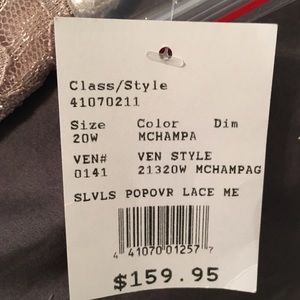 Class/Style
41070211
Size Color Dim
20W MCHAMPA
VEN# VEN STYLE
0141 21320W MCHAMPAG
SLVLS POPOVR LACE ME
4 41070 01257 7
$159.95